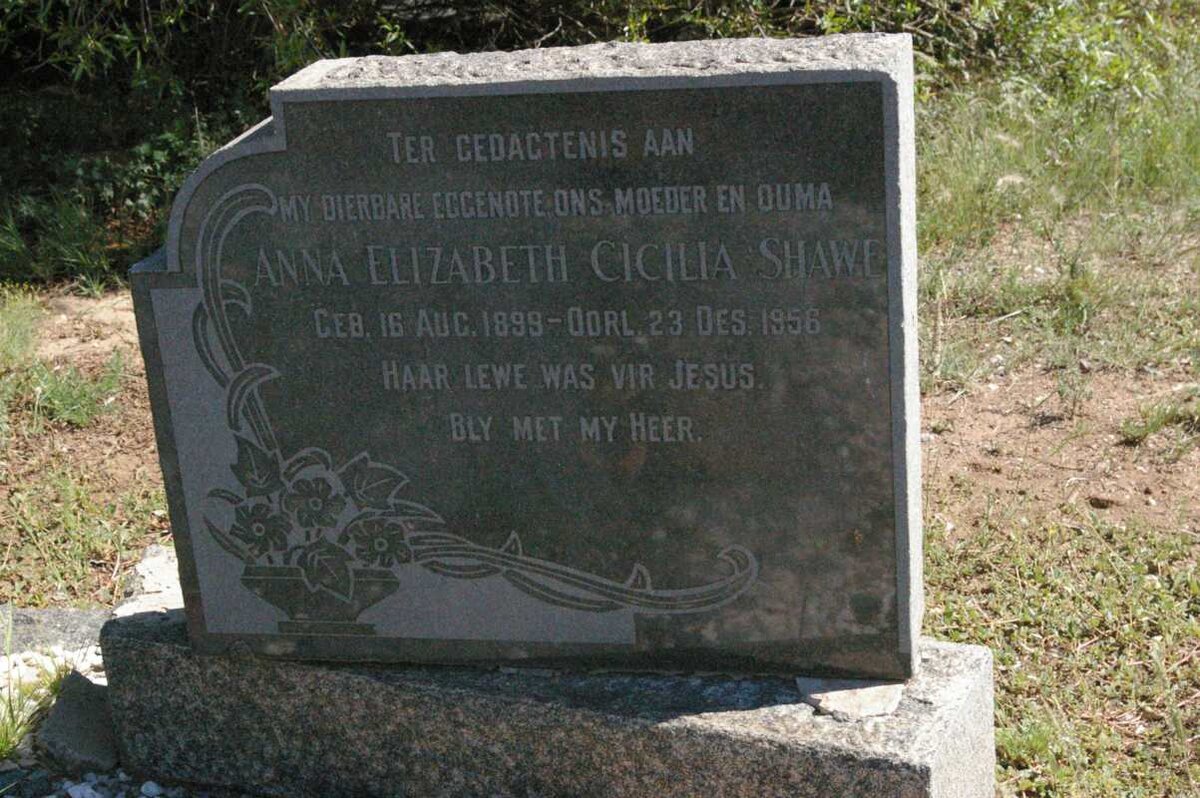 TER GEDAGTENIS AAN
MY DIERBARE EGGENOTE, ONS MOEDER EN OUMA
ANNA ELIZABETH CICILIA SHAWE
GEB. 16 AUG. 1899 - OORL. 23 DES. 1956
HAAR LEWE WAS VIR JESUS.
BLY MET MY HEER.